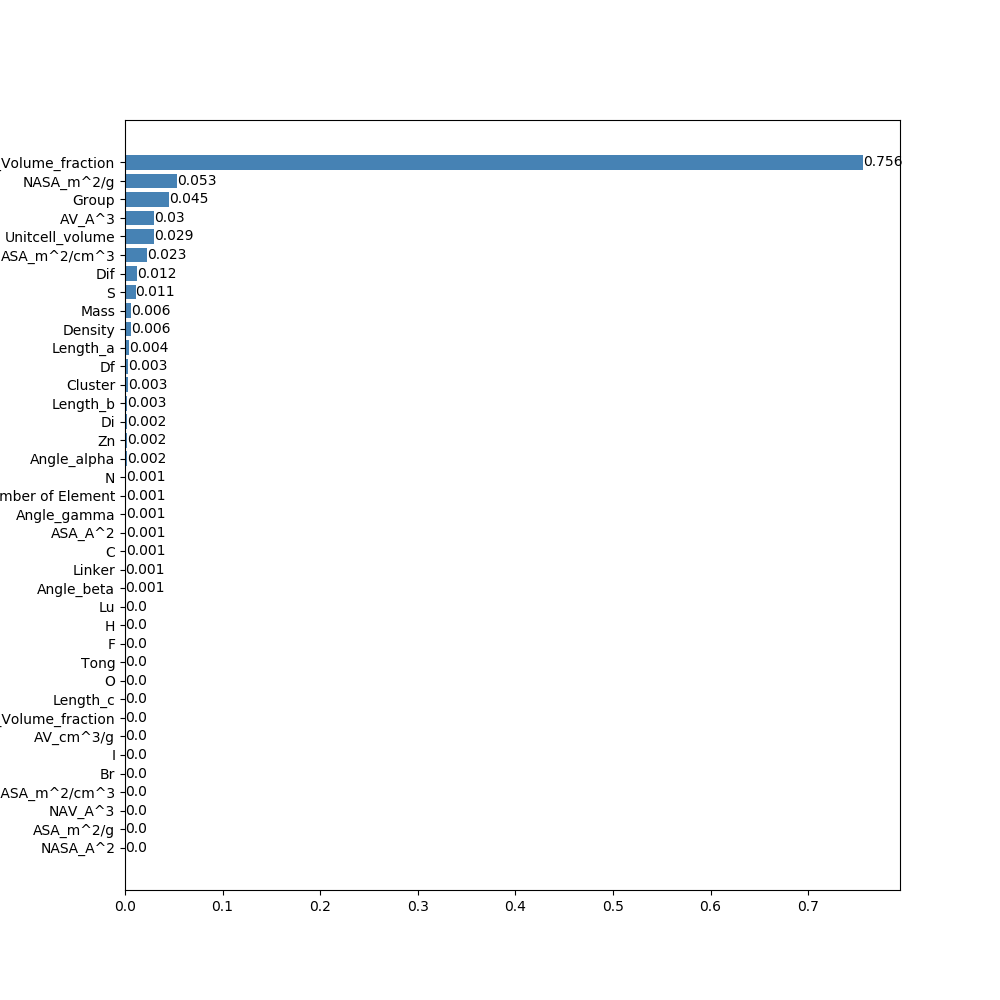 _Volume_fraction 0.756
NASA_m^2/g 0.053
Group 0.045
AV_A^3 0.03
Unitcell_volume 0.029
ASA_m^2/cm^3 0.023
Dif 0.012
S 0.011
Mass 0.006
Density 0.006
Length_a 0.004
Df 0.003
Cluster 0.003
Length_b 0.003
Di 0.002
Zn 0.002
Angle_alpha 0.002
N 0.001
mber of Element 0.001
Angle_gamma 0.001
ASA_A^2 0.001
C 0.001
Linker 0.001
Angle_beta 0.001
Lu 0.0
H 0.0
F 0.0
Tong 0.0
O 0.0
Length_c 0.0
_Volume_fraction 0.0
AV_cm^3/g 0.0
I 0.0
Br 0.0
ASA_m^2/cm^3 0.0
NAV_A^3 0.0
ASA_m^2/g 0.0
NASA_A^2 0.0
0.0 0.1 0.2 0.3 0.4 0.5 0.6 0.7